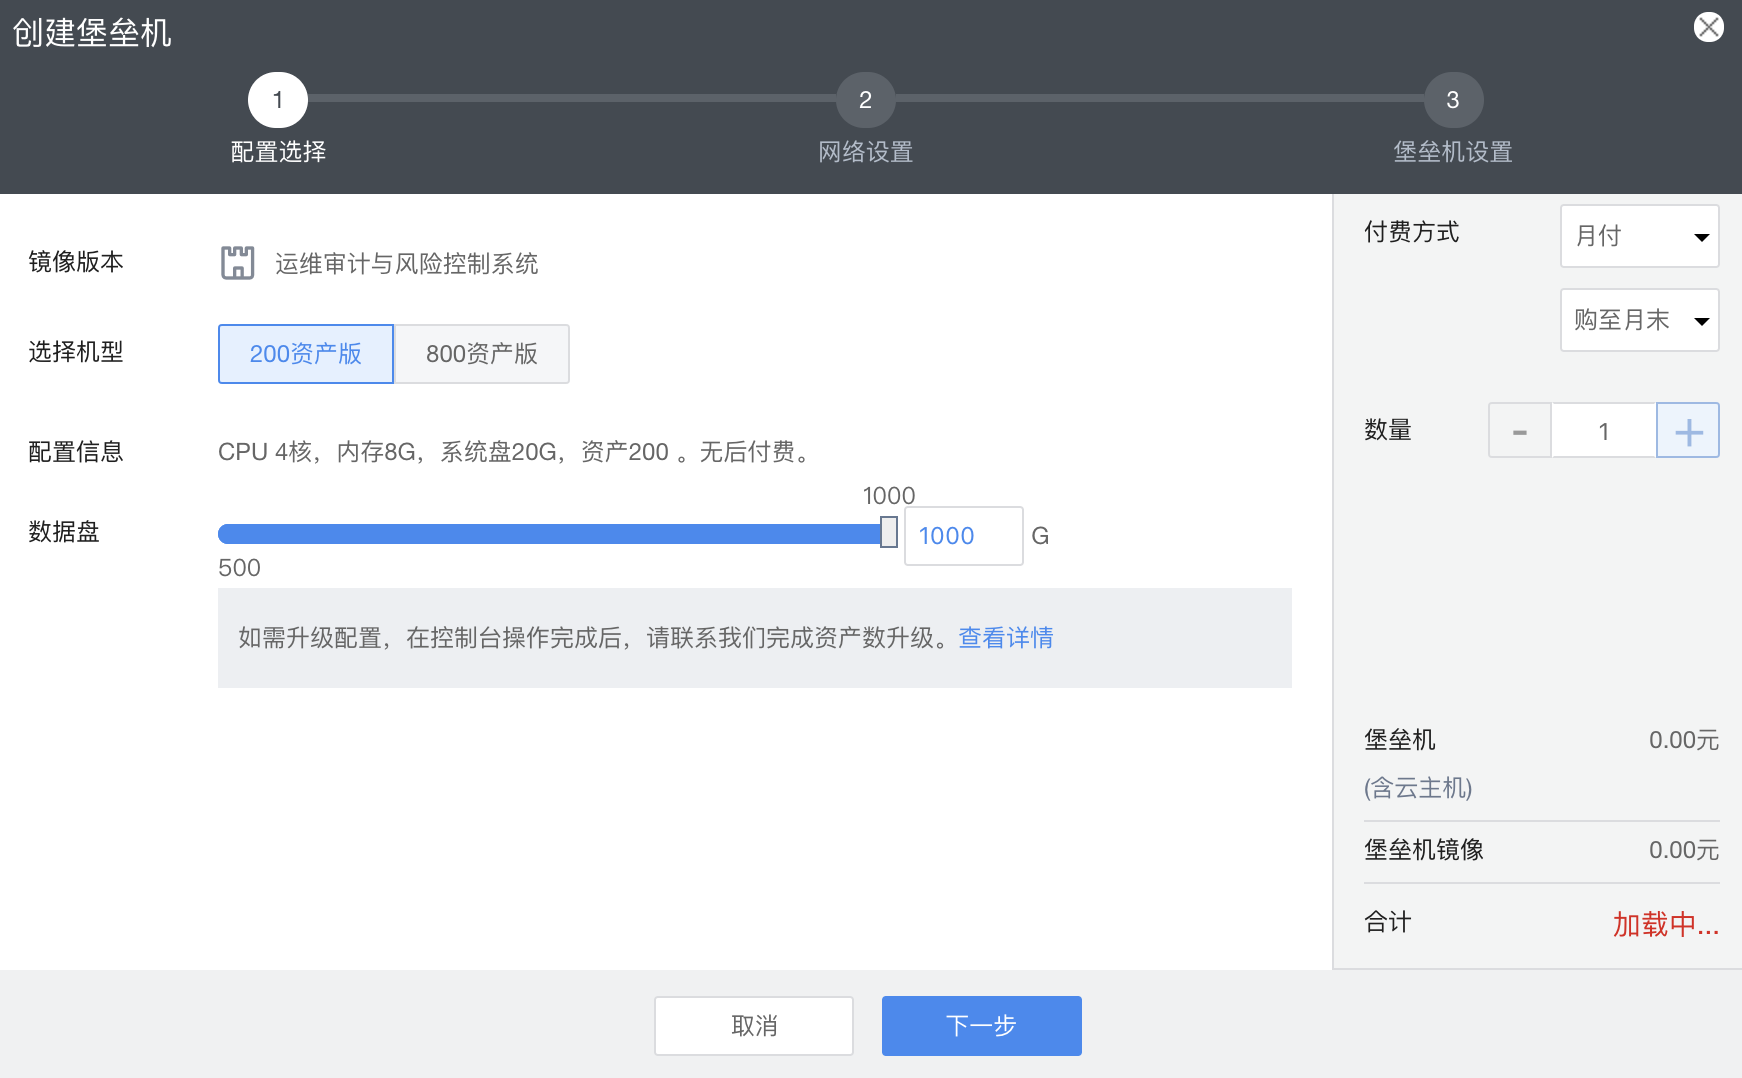 创建堡垒机
1
2
3
配置选择
网络设置
堡垒机设置
镜像版本
运维审计与风险控制系统
选择机型
200资产版
800资产版
配置信息
CPU 4核，内存8G，系统盘20G，资产200 。无后付费。
数据盘
1000
1000
G
500
如需升级配置，在控制台操作完成后，请联系我们完成资产数升级。查看详情
付费方式
月付
购至月末
数量
-
1
+
堡垒机
0.00元
(含云主机)
堡垒机镜像
0.00元
合计
加载中...
取消
下一步